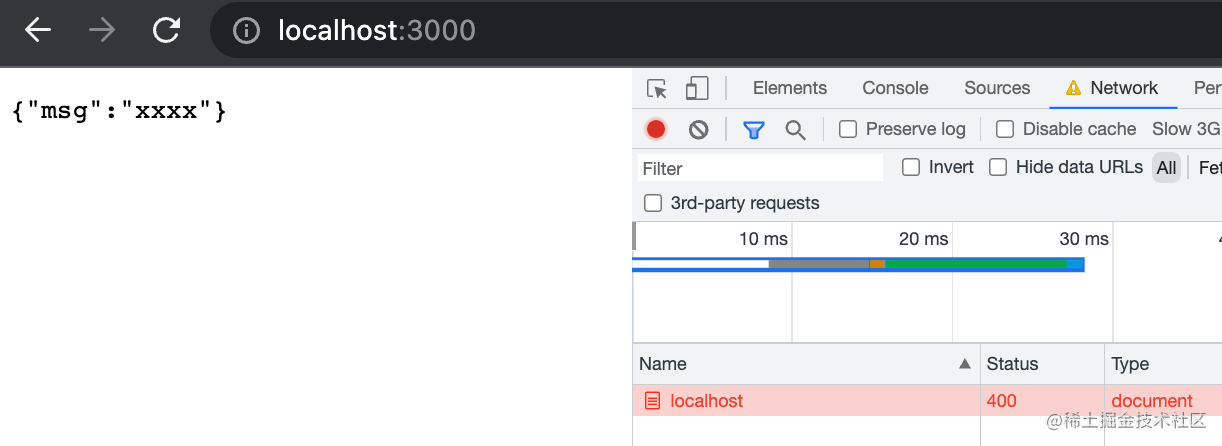 localhost:3000
{"msg":"xxxx"}
Elements Console Sources Network Per
Preserve log Disable cache Slow 3G
Filter Invert Hide data URLs All Fet
3rd-party requests
10 ms 20 ms 30 ms
Name Status Type
localhost 400 document
@稀土掘金技术社区